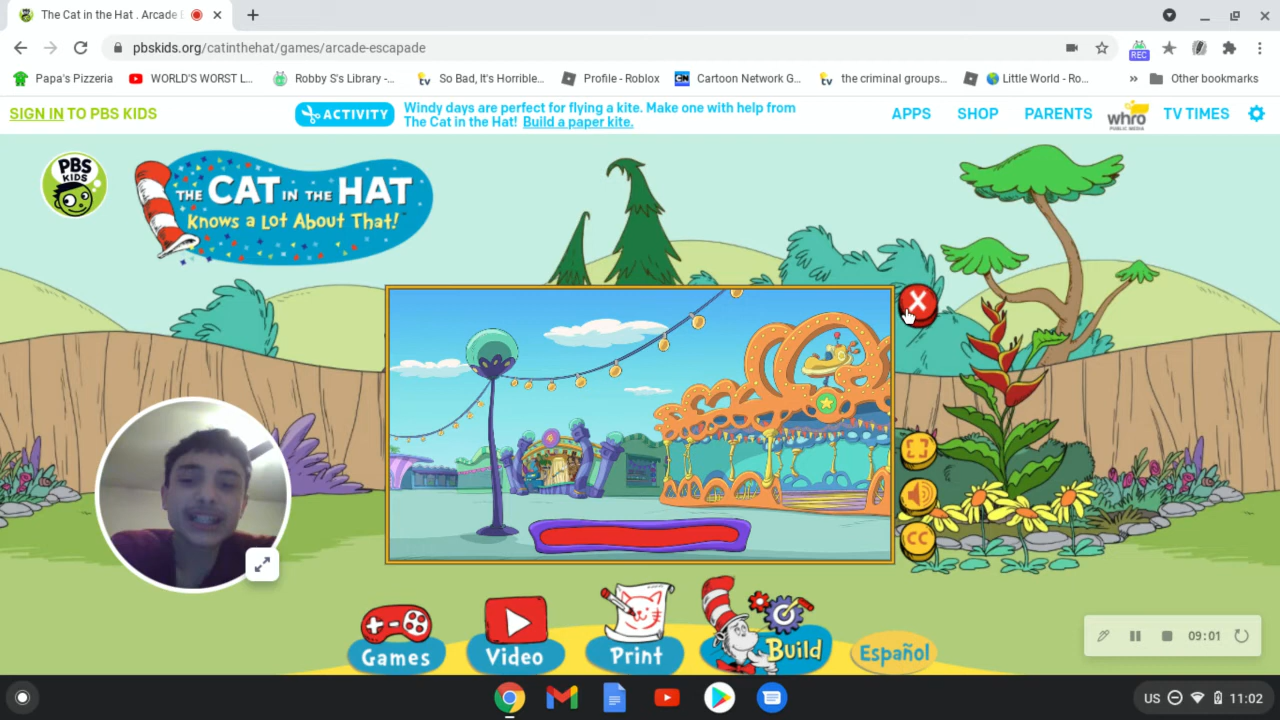 The Cat in the Hat . Arcade E
pbskids.org/catinthehat/games/arcade-escapade
REC
Papa's Pizzeria
WORLD'S WORST L...
Robby S's Library -...
So Bad, It's Horrible...
Profile - Roblox
Cartoon Network G...
the criminal groups...
Little World - Ro...
Other bookmarks
SIGN IN TO PBS KIDS
ACTIVITY
Windy days are perfect for flying a kite. Make one with help from
The Cat in the Hat! Build a paper kite.
APPS
SHOP
PARENTS
whro
PUBLIC MEDIA
TV TIMES
PBS
KIDS
THE CAT IN THE HAT
Knows a Lot About That!
X
CC
Games
Video
Print
Build
Español
09:01
US
11:02